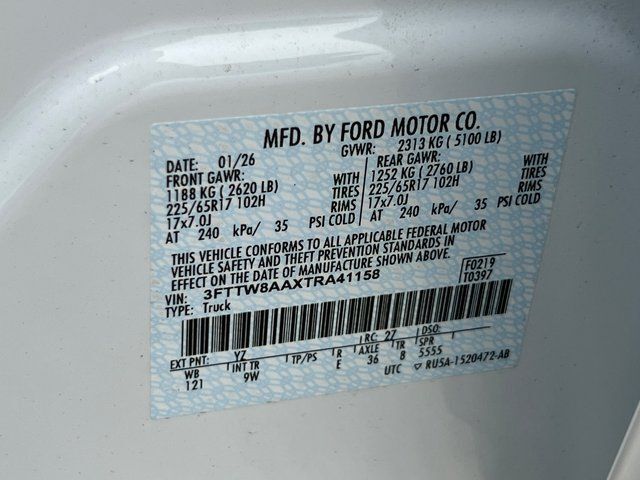 MFD. BY FORD MOTOR CO.
DATE: 01/26 GVWR: 2313 KG ( 5100 LB)
FRONT GAWR: REAR GAWR:
1188 KG ( 2620 LB) WITH 1252 KG ( 2760 LB) WITH
225/65R17 102H TIRES 225/65R17 102H TIRES
17x7.0J RIMS 17x7.0J RIMS
AT 240 kPa/ 35 PSI COLD AT 240 kPa/ 35 PSI COLD
THIS VEHICLE CONFORMS TO ALL APPLICABLE FEDERAL MOTOR
VEHICLE SAFETY AND THEFT PREVENTION STANDARDS IN
EFFECT ON THE DATE OF MANUFACTURE SHOWN ABOVE.
VIN: 3FTTW8AAXTRA41158 F0219
TYPE: Truck T0397
EXT PNT: YZ RC: 27 DSO:
WB INT TR TP/PS R AXLE TR SPR
121 9W E 36 8 5555
UTC ▽ RU5A-1520472-AB